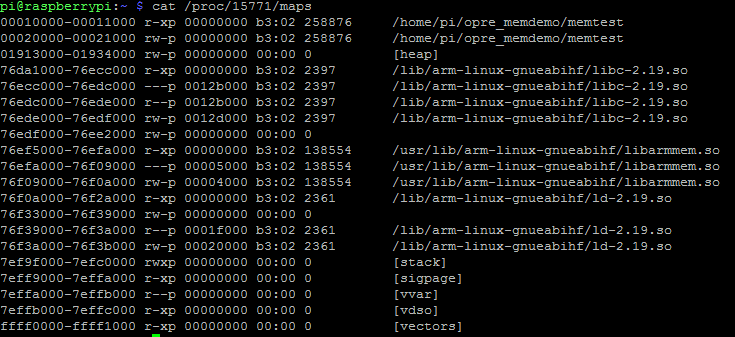 pi@raspberrypi:~ $ cat /proc/15771/maps
00010000-00011000 r-xp 00000000 b3:02 258876     /home/pi/opre_memdemo/memtest
00020000-00021000 rw-p 00000000 b3:02 258876     /home/pi/opre_memdemo/memtest
01913000-01934000 rw-p 00000000 00:00 0          [heap]
76da1000-76ecc000 r-xp 00000000 b3:02 2397       /lib/arm-linux-gnueabihf/libc-2.19.so
76ecc000-76edc000 ---p 0012b000 b3:02 2397       /lib/arm-linux-gnueabihf/libc-2.19.so
76edc000-76ede000 r--p 0012b000 b3:02 2397       /lib/arm-linux-gnueabihf/libc-2.19.so
76ede000-76edf000 rw-p 0012d000 b3:02 2397       /lib/arm-linux-gnueabihf/libc-2.19.so
76edf000-76ee2000 rw-p 00000000 00:00 0
76ef5000-76efa000 r-xp 00000000 b3:02 138554     /usr/lib/arm-linux-gnueabihf/libarmmem.so
76efa000-76f09000 ---p 00005000 b3:02 138554     /usr/lib/arm-linux-gnueabihf/libarmmem.so
76f09000-76f0a000 rw-p 00004000 b3:02 138554     /usr/lib/arm-linux-gnueabihf/libarmmem.so
76f0a000-76f2a000 r-xp 00000000 b3:02 2361       /lib/arm-linux-gnueabihf/ld-2.19.so
76f33000-76f39000 rw-p 00000000 00:00 0
76f39000-76f3a000 r--p 0001f000 b3:02 2361       /lib/arm-linux-gnueabihf/ld-2.19.so
76f3a000-76f3b000 rw-p 00020000 b3:02 2361       /lib/arm-linux-gnueabihf/ld-2.19.so
7ef9f000-7efc0000 rwxp 00000000 00:00 0          [stack]
7eff9000-7effa000 r-xp 00000000 00:00 0          [sigpage]
7effa000-7effb000 r--p 00000000 00:00 0          [vvar]
7effb000-7effc000 r-xp 00000000 00:00 0          [vdso]
ffff0000-ffff1000 r-xp 00000000 00:00 0          [vectors]